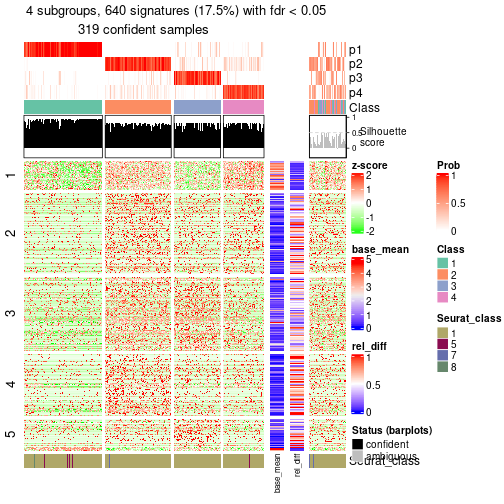 4 subgroups, 640 signatures (17.5%) with fdr < 0.05
319 confident samples
p1
p2
p3
p4
Class
1
0.5
0
Silhouette
score
1
2
3
4
5
base_mean
rel_diff
Seurat_class
z-score
2
1
0
-1
-2
base_mean
5
4
3
2
1
0
rel_diff
1
0.5
0
Status (barplots)
confident
ambiguous
Prob
1
0.5
0
Class
1
2
3
4
Seurat_class
1
5
7
8